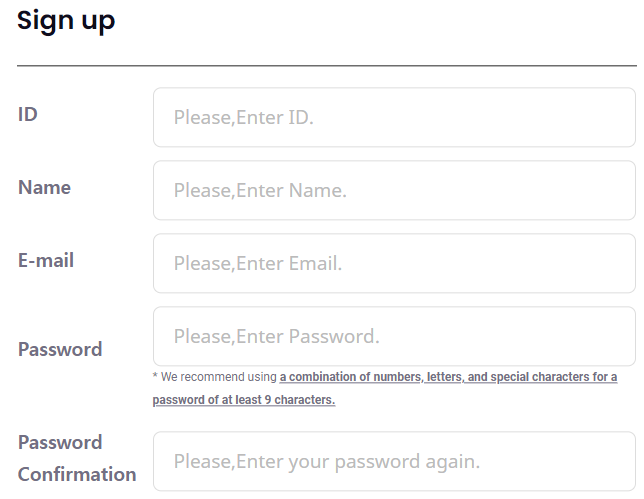 Sign up
ID
Please,Enter ID.
Name
Please,Enter Name.
E-mail
Please,Enter Email.
Password
Please,Enter Password.
* We recommend using a combination of numbers, letters, and special characters for a
password of at least 9 characters.
Password
Confirmation
Please,Enter your password again.